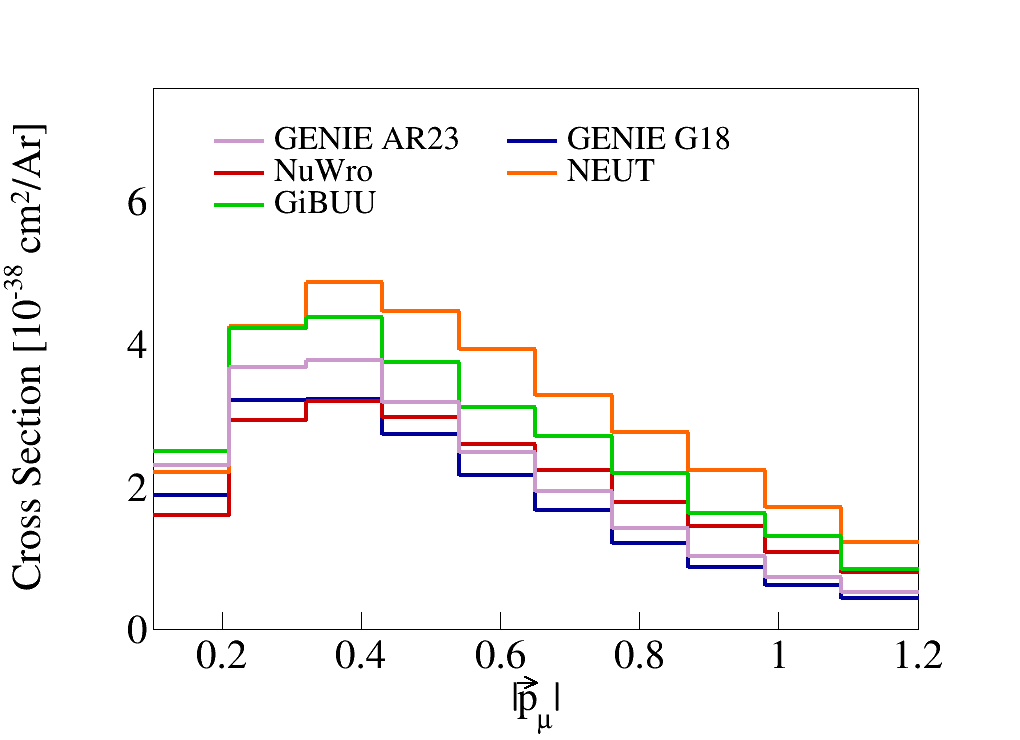 Cross Section [10⁻³⁸ cm²/Ar]
GENIE AR23 GENIE G18
NuWro NEUT
GiBUU
6
4
2
0
0.2 0.4 0.6 0.8 1 1.2
|p⃗_μ|